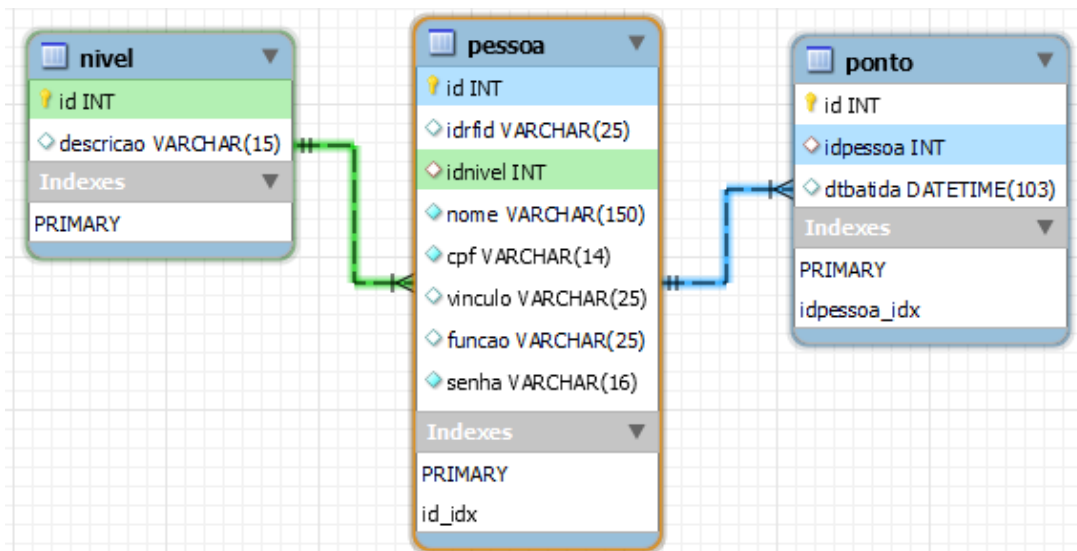 nivel
id INT
descricao VARCHAR(15)
Indexes
PRIMARY
pessoa
id INT
idrfid VARCHAR(25)
idnivel INT
nome VARCHAR(150)
cpf VARCHAR(14)
vinculo VARCHAR(25)
funcao VARCHAR(25)
senha VARCHAR(16)
Indexes
PRIMARY
id_idx
ponto
id INT
idpessoa INT
dtbatida DATETIME(103)
Indexes
PRIMARY
idpessoa_idx